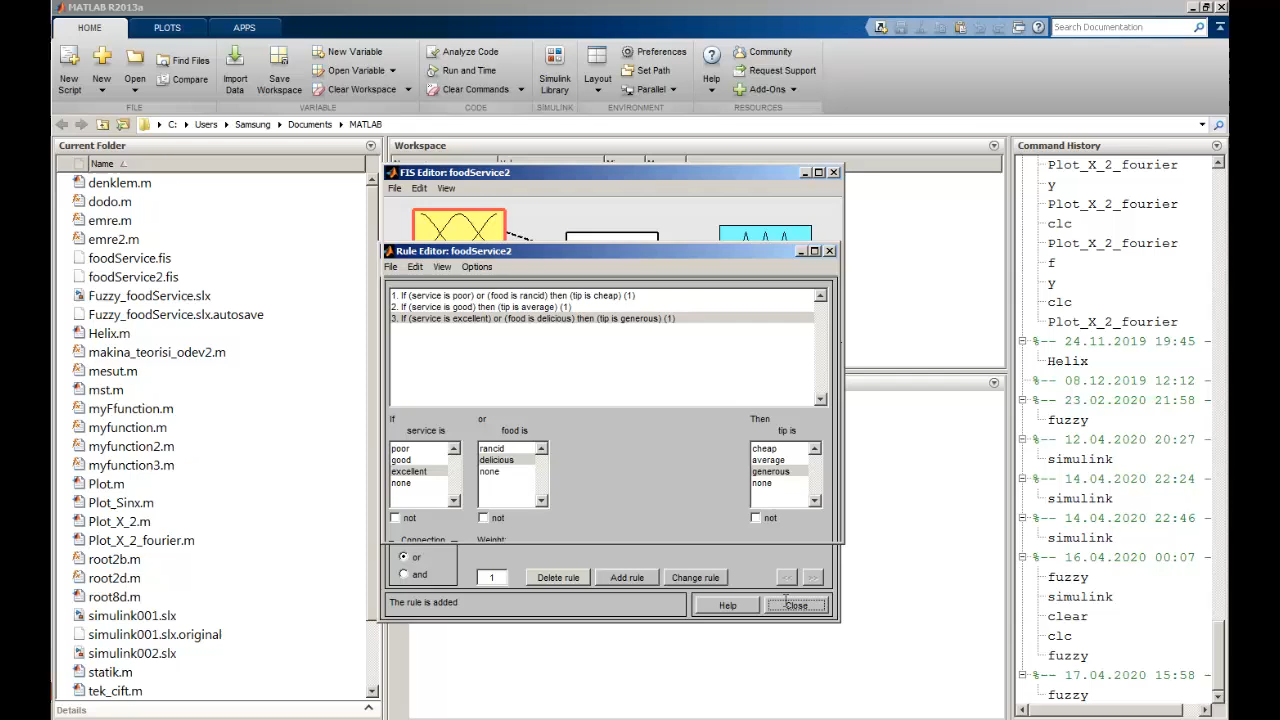 MATLAB R2013a
HOME
PLOTS
APPS
Search Documentation
New Script
New
Open
Find Files
Compare
Import Data
Save Workspace
New Variable
Open Variable
Clear Workspace
Analyze Code
Run and Time
Clear Commands
Simulink Library
Layout
Preferences
Set Path
Parallel
Help
Community
Request Support
Add-Ons
FILE
VARIABLE
CODE
SIMULINK
ENVIRONMENT
RESOURCES
C: Users Samsung Documents MATLAB
Current Folder
Name
denklem.m
dodo.m
emre.m
emre2.m
foodService.fis
foodService2.fis
Fuzzy_foodService.slx
Fuzzy_foodService.slx.autosave
Helix.m
makina_teorisi_odev2.m
mesut.m
mst.m
myFfunction.m
myfunction.m
myfunction2.m
myfunction3.m
Plot.m
Plot_Sinx.m
Plot_X_2.m
Plot_X_2_fourier.m
root2b.m
root2d.m
root8d.m
simulink001.slx
simulink001.slx.original
simulink002.slx
statik.m
tek_cift.m
Details
Workspace
FIS Editor: foodService2
File Edit View
Rule Editor: foodService2
File Edit View Options
1. If (service is poor) or (food is rancid) then (tip is cheap) (1)
2. If (service is good) then (tip is average) (1)
3. If (service is excellent) or (food is delicious) then (tip is generous) (1)
If
service is
poor
good
excellent
none
not
or
food is
rancid
delicious
none
not
Then
tip is
cheap
average
generous
none
not
Connection
or
and
Weight:
1
Delete rule
Add rule
Change rule
<<
>>
The rule is added
Help
Close
Command History
Plot_X_2_fourier
y
Plot_X_2_fourier
clc
Plot_X_2_fourier
f
y
clc
Plot_X_2_fourier
%-- 24.11.2019 19:45 -
Helix
%-- 08.12.2019 12:12 -
%-- 23.02.2020 21:58 -
fuzzy
%-- 12.04.2020 20:27 -
simulink
%-- 14.04.2020 22:24 -
simulink
%-- 14.04.2020 22:46 -
simulink
%-- 16.04.2020 00:07 -
fuzzy
simulink
clear
clc
fuzzy
%-- 17.04.2020 15:58 -
fuzzy